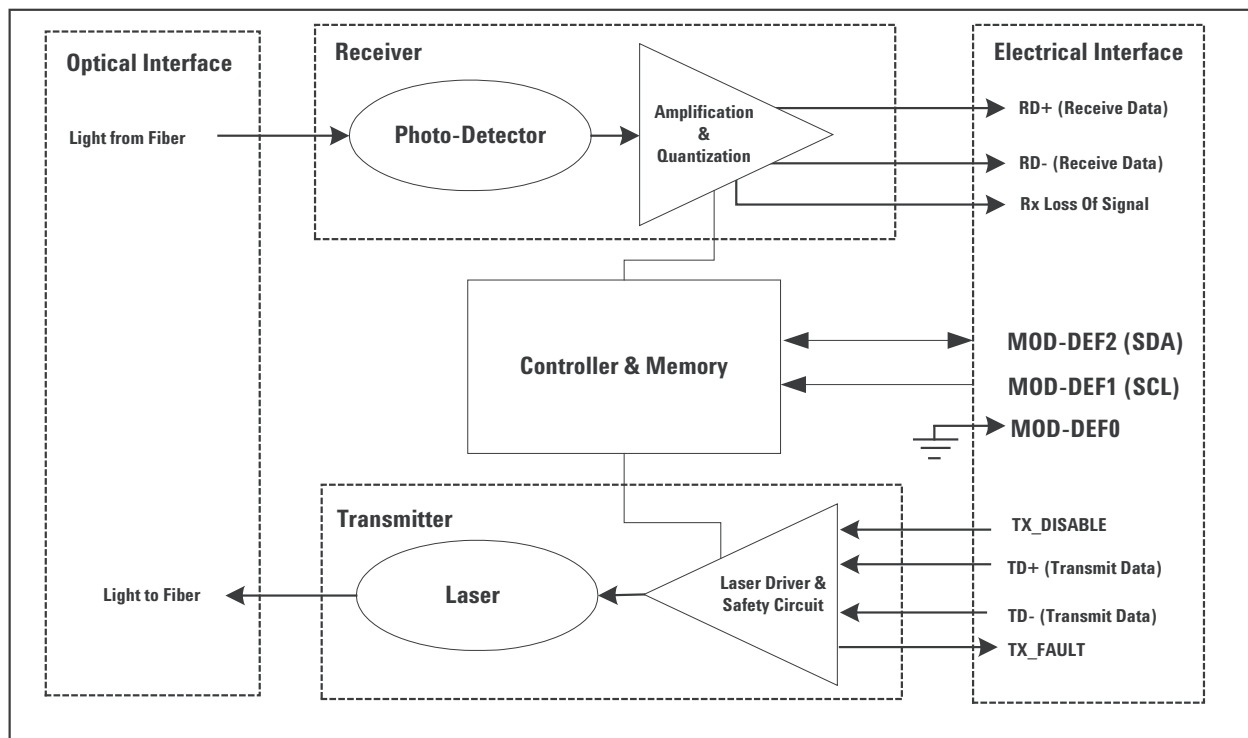 Optical Interface
Light from Fiber
Light to Fiber
Receiver
Photo-Detector
Amplification
&
Quantization
Controller & Memory
Transmitter
Laser
Laser Driver &
Safety Circuit
Electrical Interface
RD+ (Receive Data)
RD- (Receive Data)
Rx Loss Of Signal
MOD-DEF2 (SDA)
MOD-DEF1 (SCL)
MOD-DEF0
TX_DISABLE
TD+ (Transmit Data)
TD- (Transmit Data)
TX_FAULT